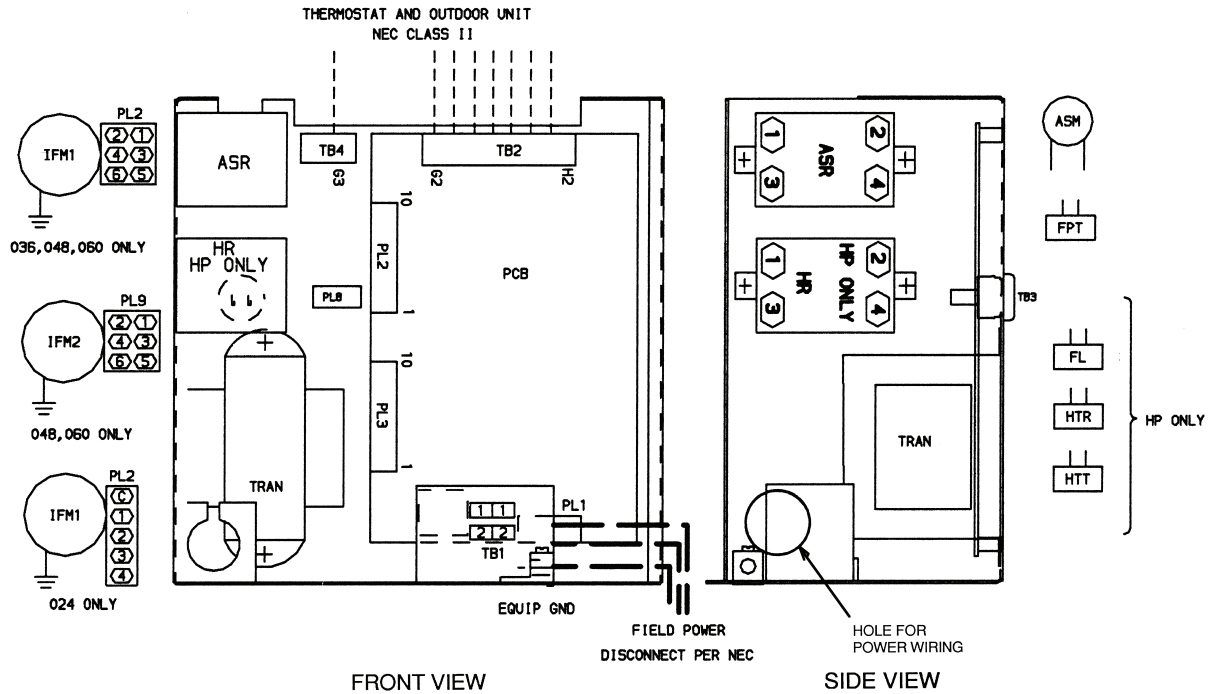 THERMOSTAT AND OUTDOOR UNIT
NEC CLASS II
PL2
2 1
4 3
6 5
IFM1
036,048,060 ONLY
PL9
2 1
4 3
6 5
IFM2
048,060 ONLY
PL2
C
1
2
3
4
IFM1
024 ONLY
ASR
HR
HP ONLY
TB4
G3
TB2
G2
H2
10
PL2
1
PL8
PCB
10
PL3
1
TRAN
1 1
2 2
TB1
PL1
EQUIP GND
FIELD POWER
DISCONNECT PER NEC
FRONT VIEW
1
2
3
4
ASR
1
2
3
4
HR
HP ONLY
TB3
TRAN
HOLE FOR
POWER WIRING
SIDE VIEW
ASM
FPT
FL
HTR
HTT
HP ONLY